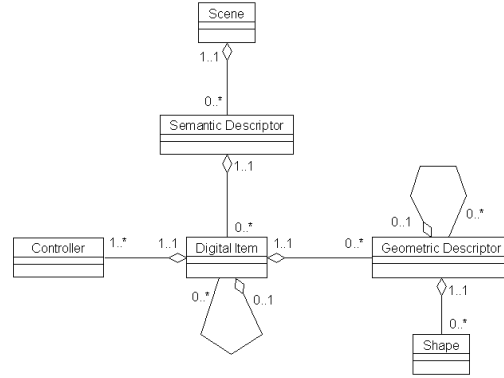 Scene
1..1
0..*
Semantic Descriptor
1..1
0..*
0..1
0..*
Controller
1..*
1..1
Digital Item
1..1
0..*
Geometric Descriptor
0..*
0..1
1..1
0..*
Shape